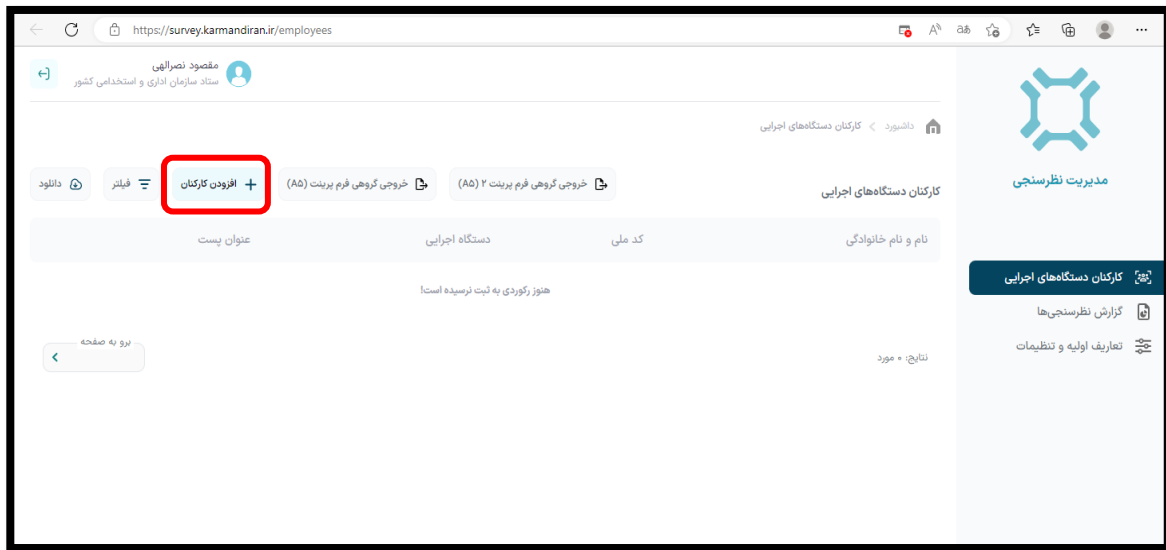 https://survey.karmandiran.ir/employees
مقصود نصرالهی
ستاد سازمان اداری و استخدامی کشور
داشبورد > کارکنان دستگاه‌های اجرایی
مدیریت نظرسنجی
کارکنان دستگاه‌های اجرایی
خروجی گروهی فرم پرینت ۲ (A۵)
خروجی گروهی فرم پرینت (A۵)
+ افزودن کارکنان
فیلتر
دانلود
نام و نام خانوادگی
کد ملی
دستگاه اجرایی
عنوان پست
هنوز رکوردی به ثبت نرسیده است!
کارکنان دستگاه‌های اجرایی
گزارش نظرسنجی‌ها
تعاریف اولیه و تنظیمات
برو به صفحه
نتایج: ۰ مورد